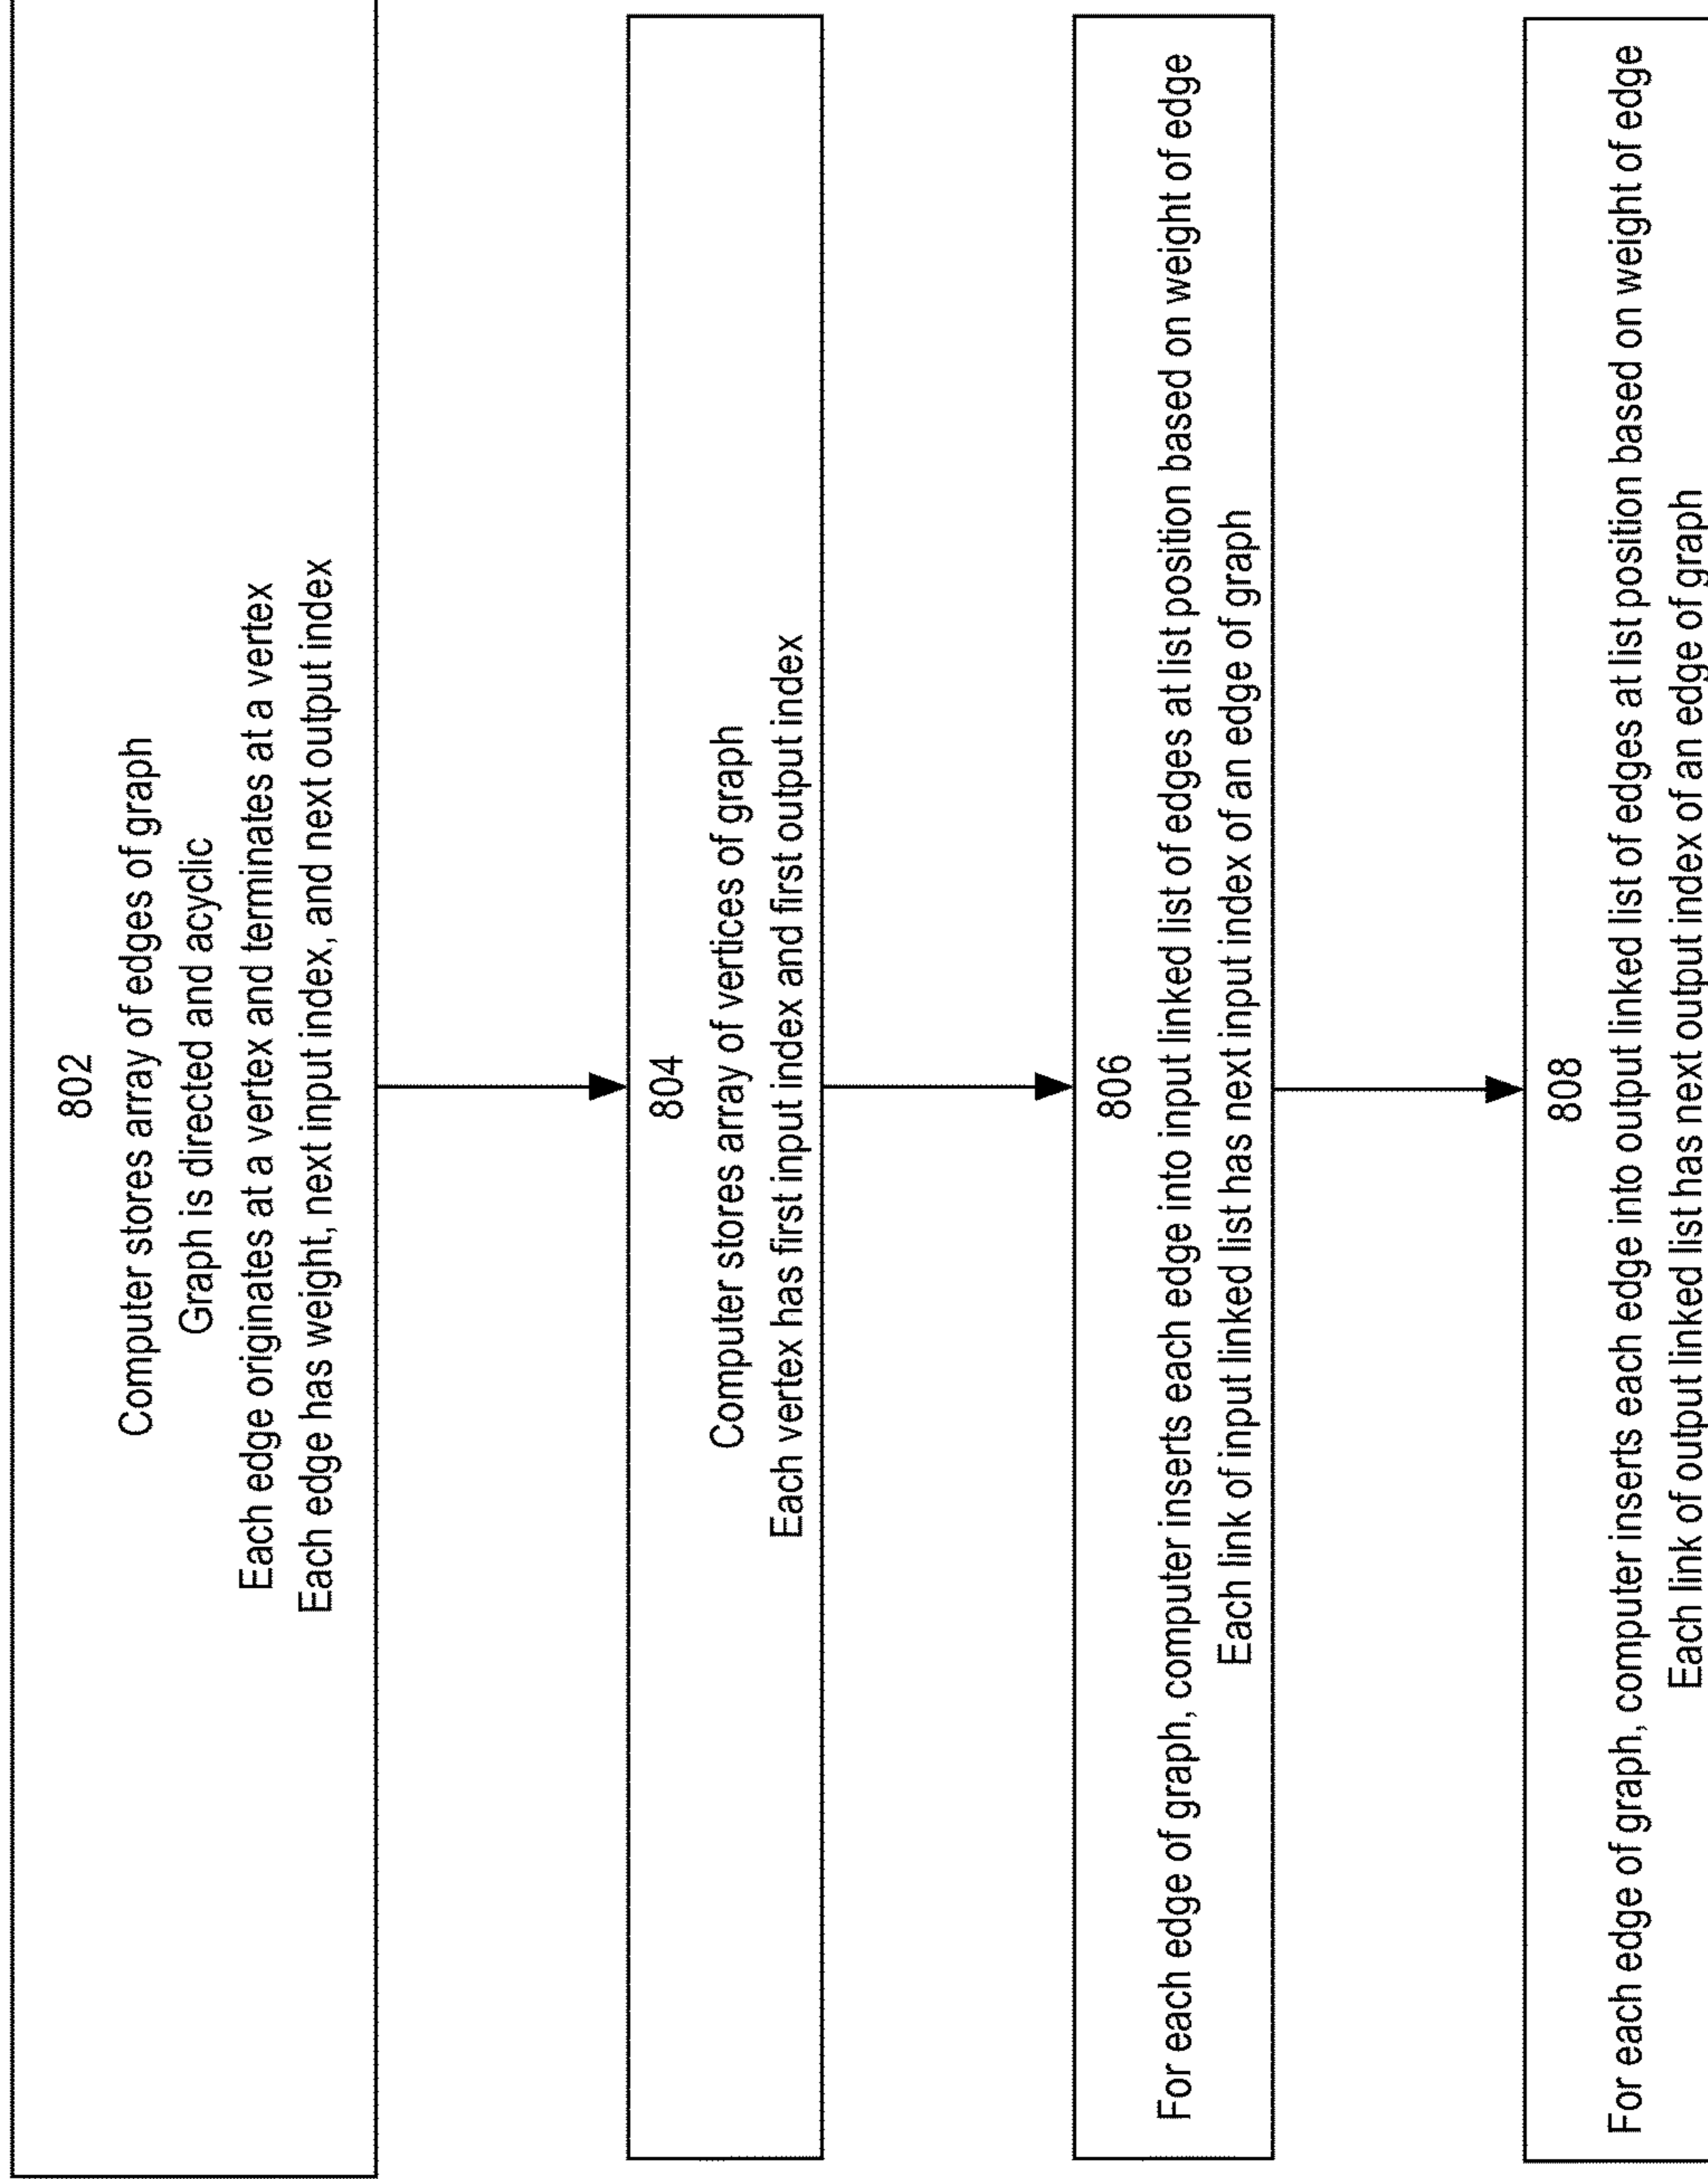 802
Computer stores array of edges of graph
Graph is directed and acyclic
Each edge originates at a vertex and terminates at a vertex
Each edge has weight, next input index, and next output index
804
Computer stores array of vertices of graph
Each vertex has first input index and first output index
806
For each edge of graph, computer inserts each edge into input linked list of edges at list position based on weight of edge
Each link of input linked list has next input index of an edge of graph
808
For each edge of graph, computer inserts each edge into output linked list of edges at list position based on weight of edge
Each link of output linked list has next output index of an edge of graph